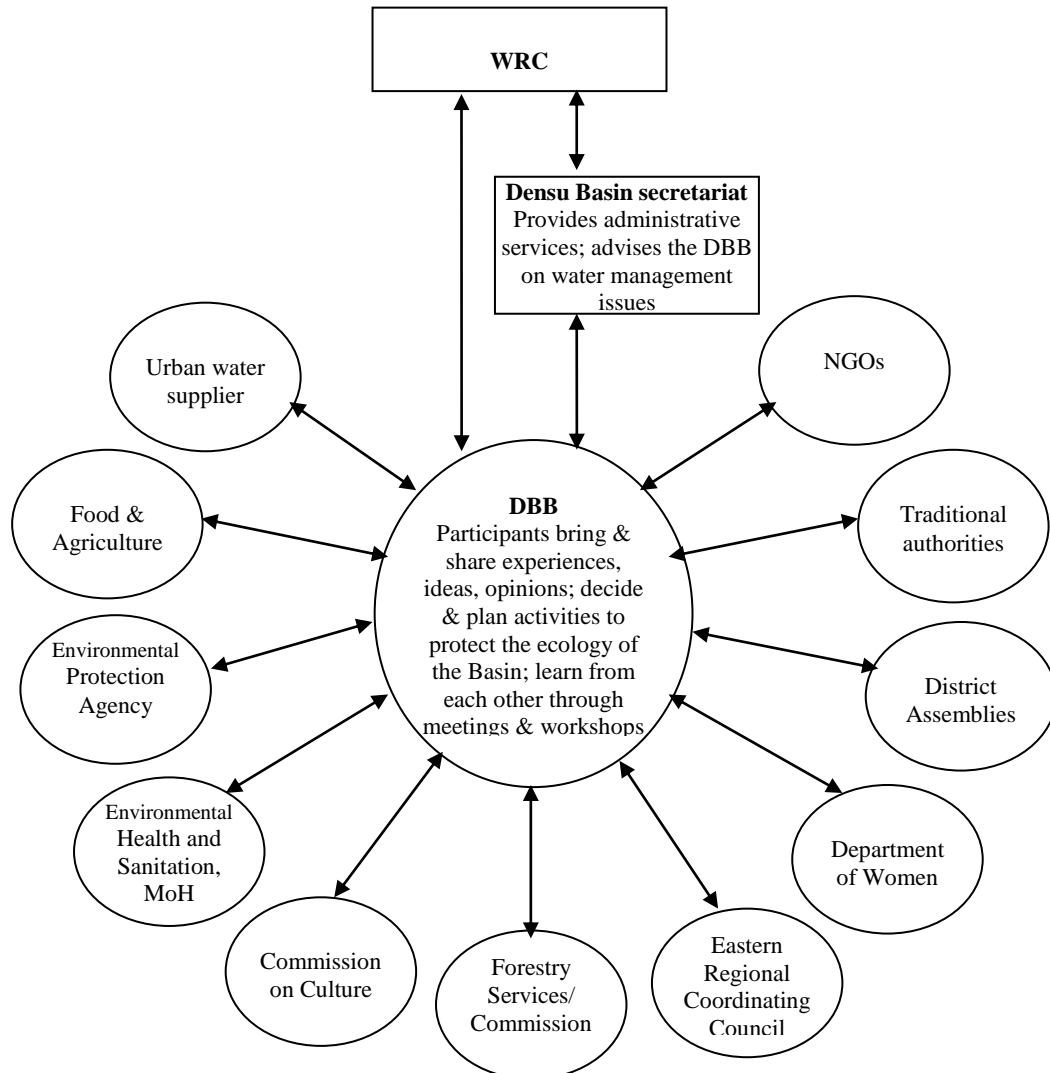 WRC
Densu Basin secretariat
Provides administrative
services; advises the DBB
on water management
issues
Urban water
supplier
NGOs
Food &
Agriculture
DBB
Participants bring &
share experiences,
ideas, opinions; decide
& plan activities to
protect the ecology of
the Basin; learn from
each other through
meetings & workshops
Traditional
authorities
Environmental
Protection
Agency
District
Assemblies
Environmental
Health and
Sanitation,
MoH
Department
of Women
Commission
on Culture
Forestry
Services/
Commission
Eastern
Regional
Coordinating
Council